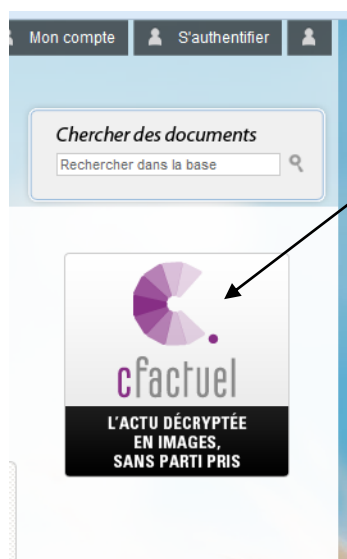 Mon compte S'authentifier
Chercher des documents
Rechercher dans la base
cfactuel
L'ACTU DÉCRYPTÉE
EN IMAGES,
SANS PARTI PRIS